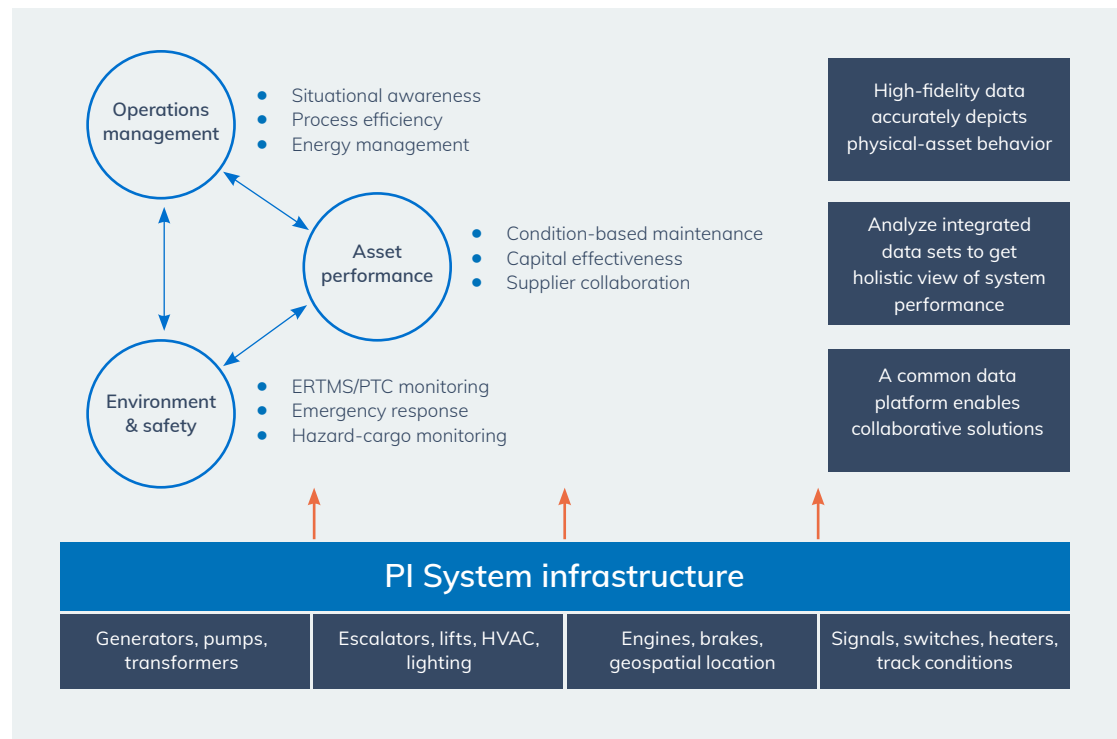 Operations
management
Situational awareness
Process efficiency
Energy management
Asset
performance
Condition-based maintenance
Capital effectiveness
Supplier collaboration
Environment
& safety
ERTMS/PTC monitoring
Emergency response
Hazard-cargo monitoring
High-fidelity data
accurately depicts
physical-asset behavior
Analyze integrated
data sets to get
holistic view of system
performance
A common data
platform enables
collaborative solutions
PI System infrastructure
Generators, pumps,
transformers
Escalators, lifts, HVAC,
lighting
Engines, brakes,
geospatial location
Signals, switches, heaters,
track conditions